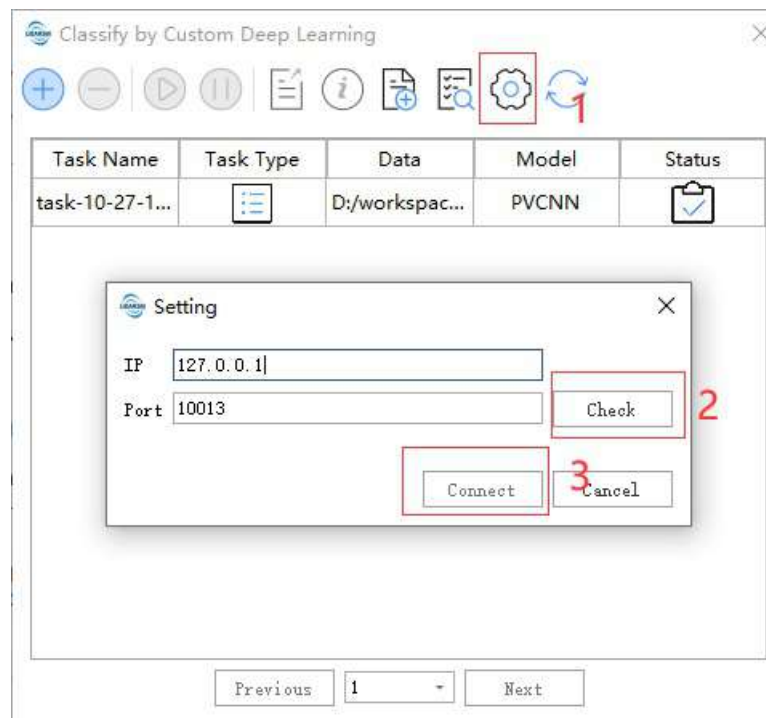 Classify by Custom Deep Learning
1
Task Name Task Type Data Model Status
task-10-27-1... D:/workspac... PVCNN
Setting
IP 127.0.0.1
Port 10013 Check 2
Connect 3 Cancel
Previous 1 Next